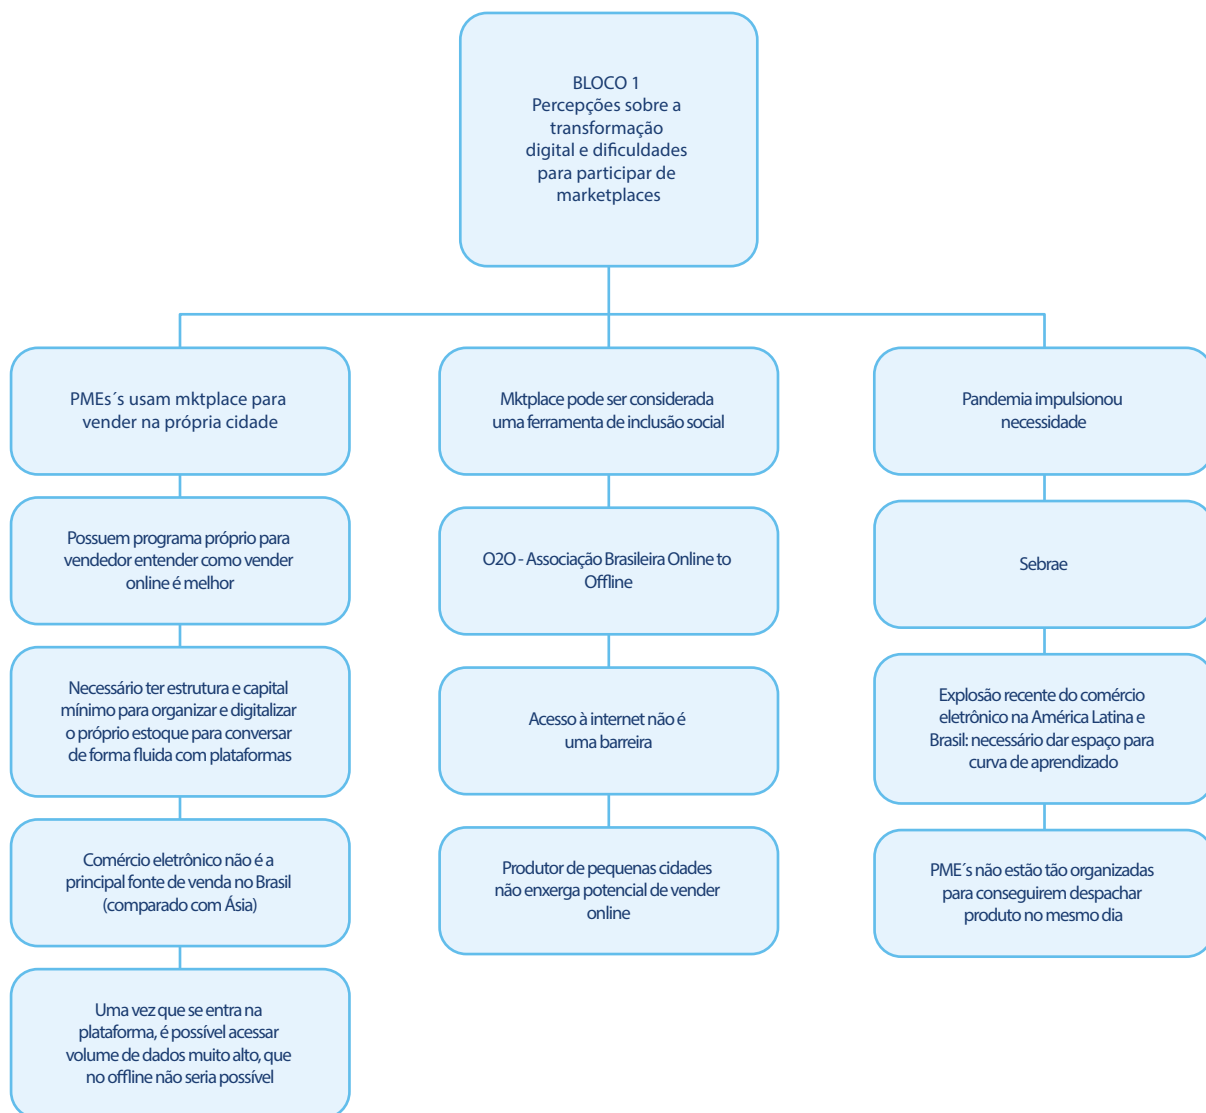 BLOCO 1
Percepções sobre a
transformação
digital e dificuldades
para participar de
marketplaces
PMEs´s usam mktplace para
vender na própria cidade
Possuem programa próprio para
vendedor entender como vender
online é melhor
Necessário ter estrutura e capital
mínimo para organizar e digitalizar
o próprio estoque para conversar
de forma fluida com plataformas
Comércio eletrônico não é a
principal fonte de venda no Brasil
(comparado com Ásia)
Uma vez que se entra na
plataforma, é possível acessar
volume de dados muito alto, que
no offline não seria possível
Mktplace pode ser considerada
uma ferramenta de inclusão social
O2O - Associação Brasileira Online to
Offline
Acesso à internet não é
uma barreira
Produtor de pequenas cidades
não enxerga potencial de vender
online
Pandemia impulsionou
necessidade
Sebrae
Explosão recente do comércio
eletrônico na América Latina e
Brasil: necessário dar espaço para
curva de aprendizado
PME´s não estão tão organizadas
para conseguirem despachar
produto no mesmo dia